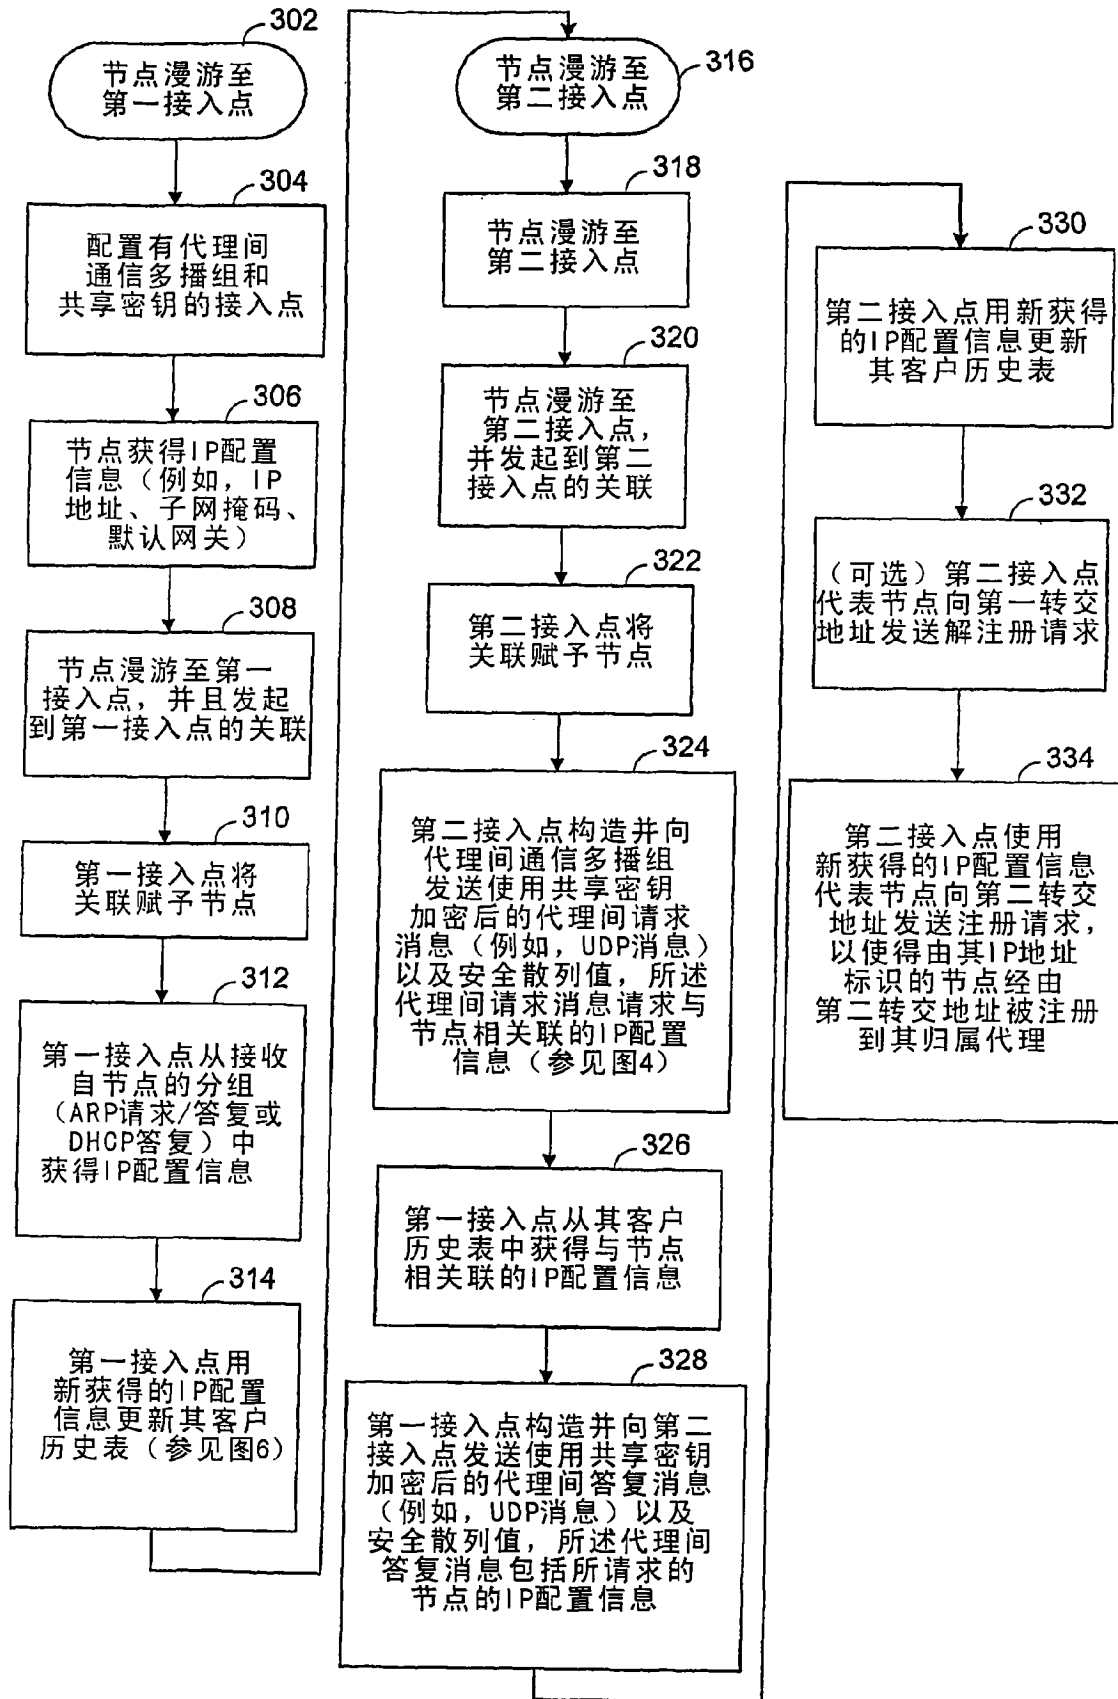 302
节点漫游至
第一接入点
304
配置有代理间
通信多播组和
共享密钥的接入点
306
节点获得IP配置
信息（例如，IP
地址、子网掩码、
默认网关）
308
节点漫游至第一
接入点，并且发起
到第一接入点的关联
310
第一接入点将
关联赋予节点
312
第一接入点从接收
自节点的分组
（ARP请求/答复或
DHCP答复）中
获得IP配置信息
314
第一接入点用
新获得的IP配置
信息更新其客户
历史表（参见图6）
316
节点漫游至
第二接入点
318
节点漫游至
第二接入点
320
节点漫游至
第二接入点，
并发起到第二
接入点的关联
322
第二接入点将
关联赋予节点
324
第二接入点构造并向
代理间通信多播组
发送使用共享密钥
加密后的代理间请求
消息（例如，UDP消息）
以及安全散列值，所述
代理间请求消息请求与
节点相关联的IP配置
信息（参见图4）
326
第一接入点从其客户
历史表中获得与节点
相关联的IP配置信息
328
第一接入点构造并向第二
接入点发送使用共享密钥
加密后的代理间答复消息
（例如，UDP消息）以及
安全散列值，所述代理间
答复消息包括所请求的
节点的IP配置信息
330
第二接入点用新获得
的IP配置信息更新
其客户历史表
332
（可选）第二接入点
代表节点向第一转交
地址发送解注册请求
334
第二接入点使用
新获得的IP配置信息
代表节点向第二转交
地址发送注册请求，
以使得由其IP地址
标识的节点经由
第二转交地址被注册
到其归属代理